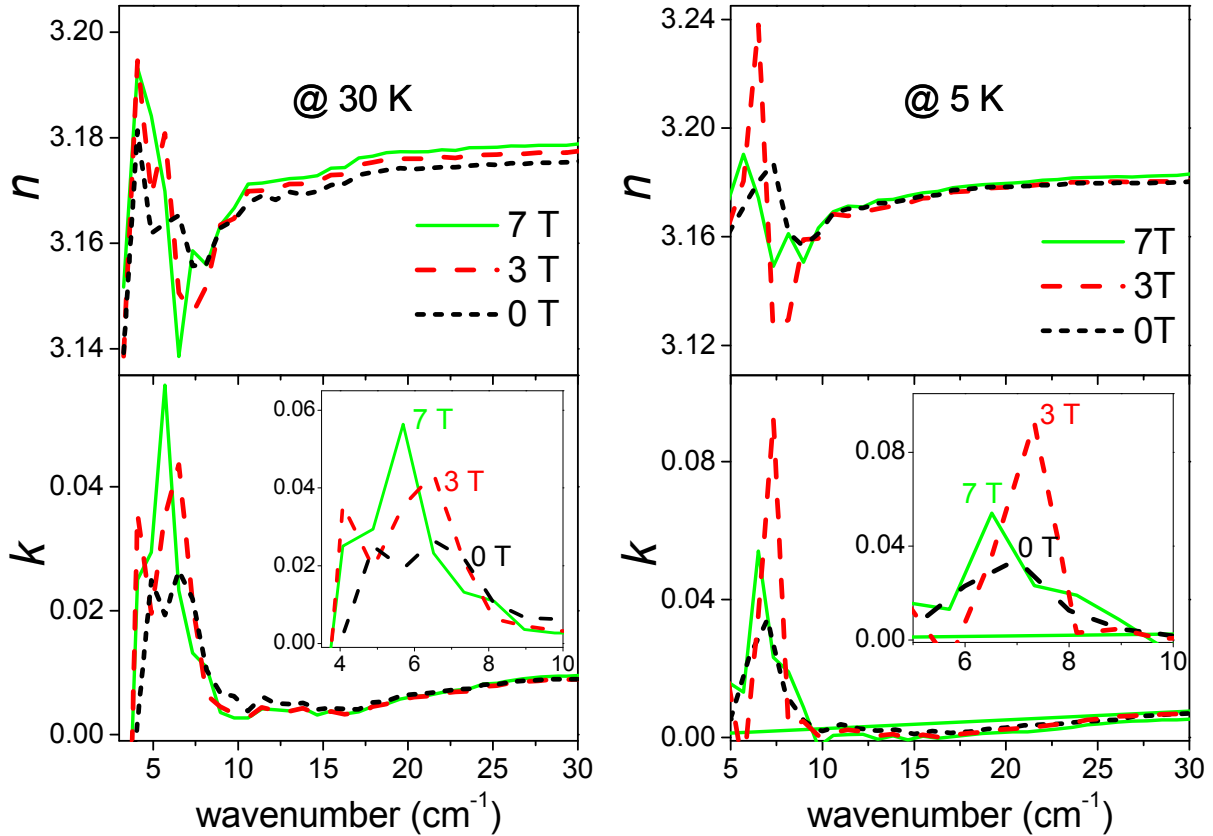 3.20
3.18
3.16
3.14
n
@ 30 K
7 T
3 T
0 T
3.24
3.20
3.16
3.12
n
@ 5 K
7T
3T
0T
0.04
0.02
0.00
k
0.06
0.04
0.02
0.00
4 6 8 10
7 T
3 T
0 T
5 10 15 20 25 30
wavenumber (cm⁻¹)
0.08
0.04
0.00
k
0.08
0.04
0.00
6 8 10
3 T
7 T
0 T
5 10 15 20 25 30
wavenumber (cm⁻¹)